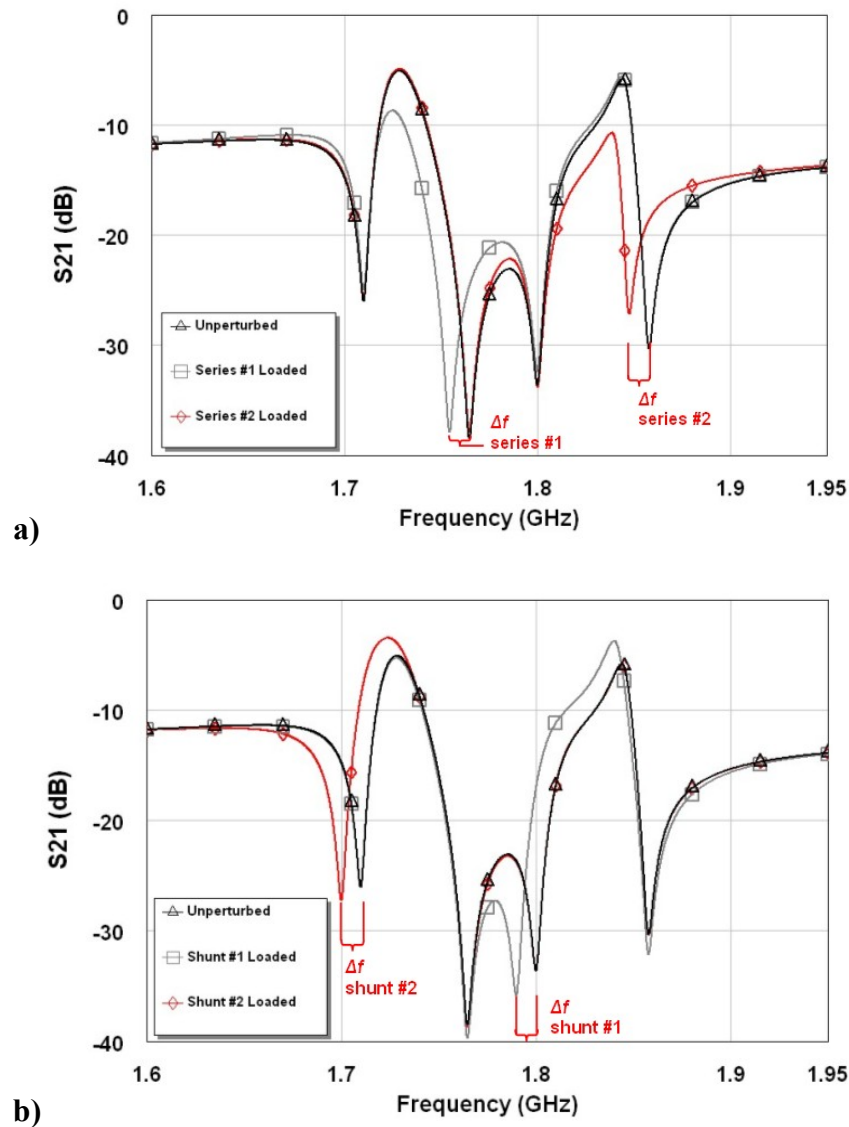 0
-10
-20
-30
-40
S21 (dB)
Unperturbed
Series #1 Loaded
Series #2 Loaded
Δf
series #1
Δf
series #2
1.6
1.7
1.8
1.9
1.95
Frequency (GHz)
a)
0
-10
-20
-30
-40
S21 (dB)
Unperturbed
Shunt #1 Loaded
Shunt #2 Loaded
Δf
shunt #2
Δf
shunt #1
1.6
1.7
1.8
1.9
1.95
Frequency (GHz)
b)